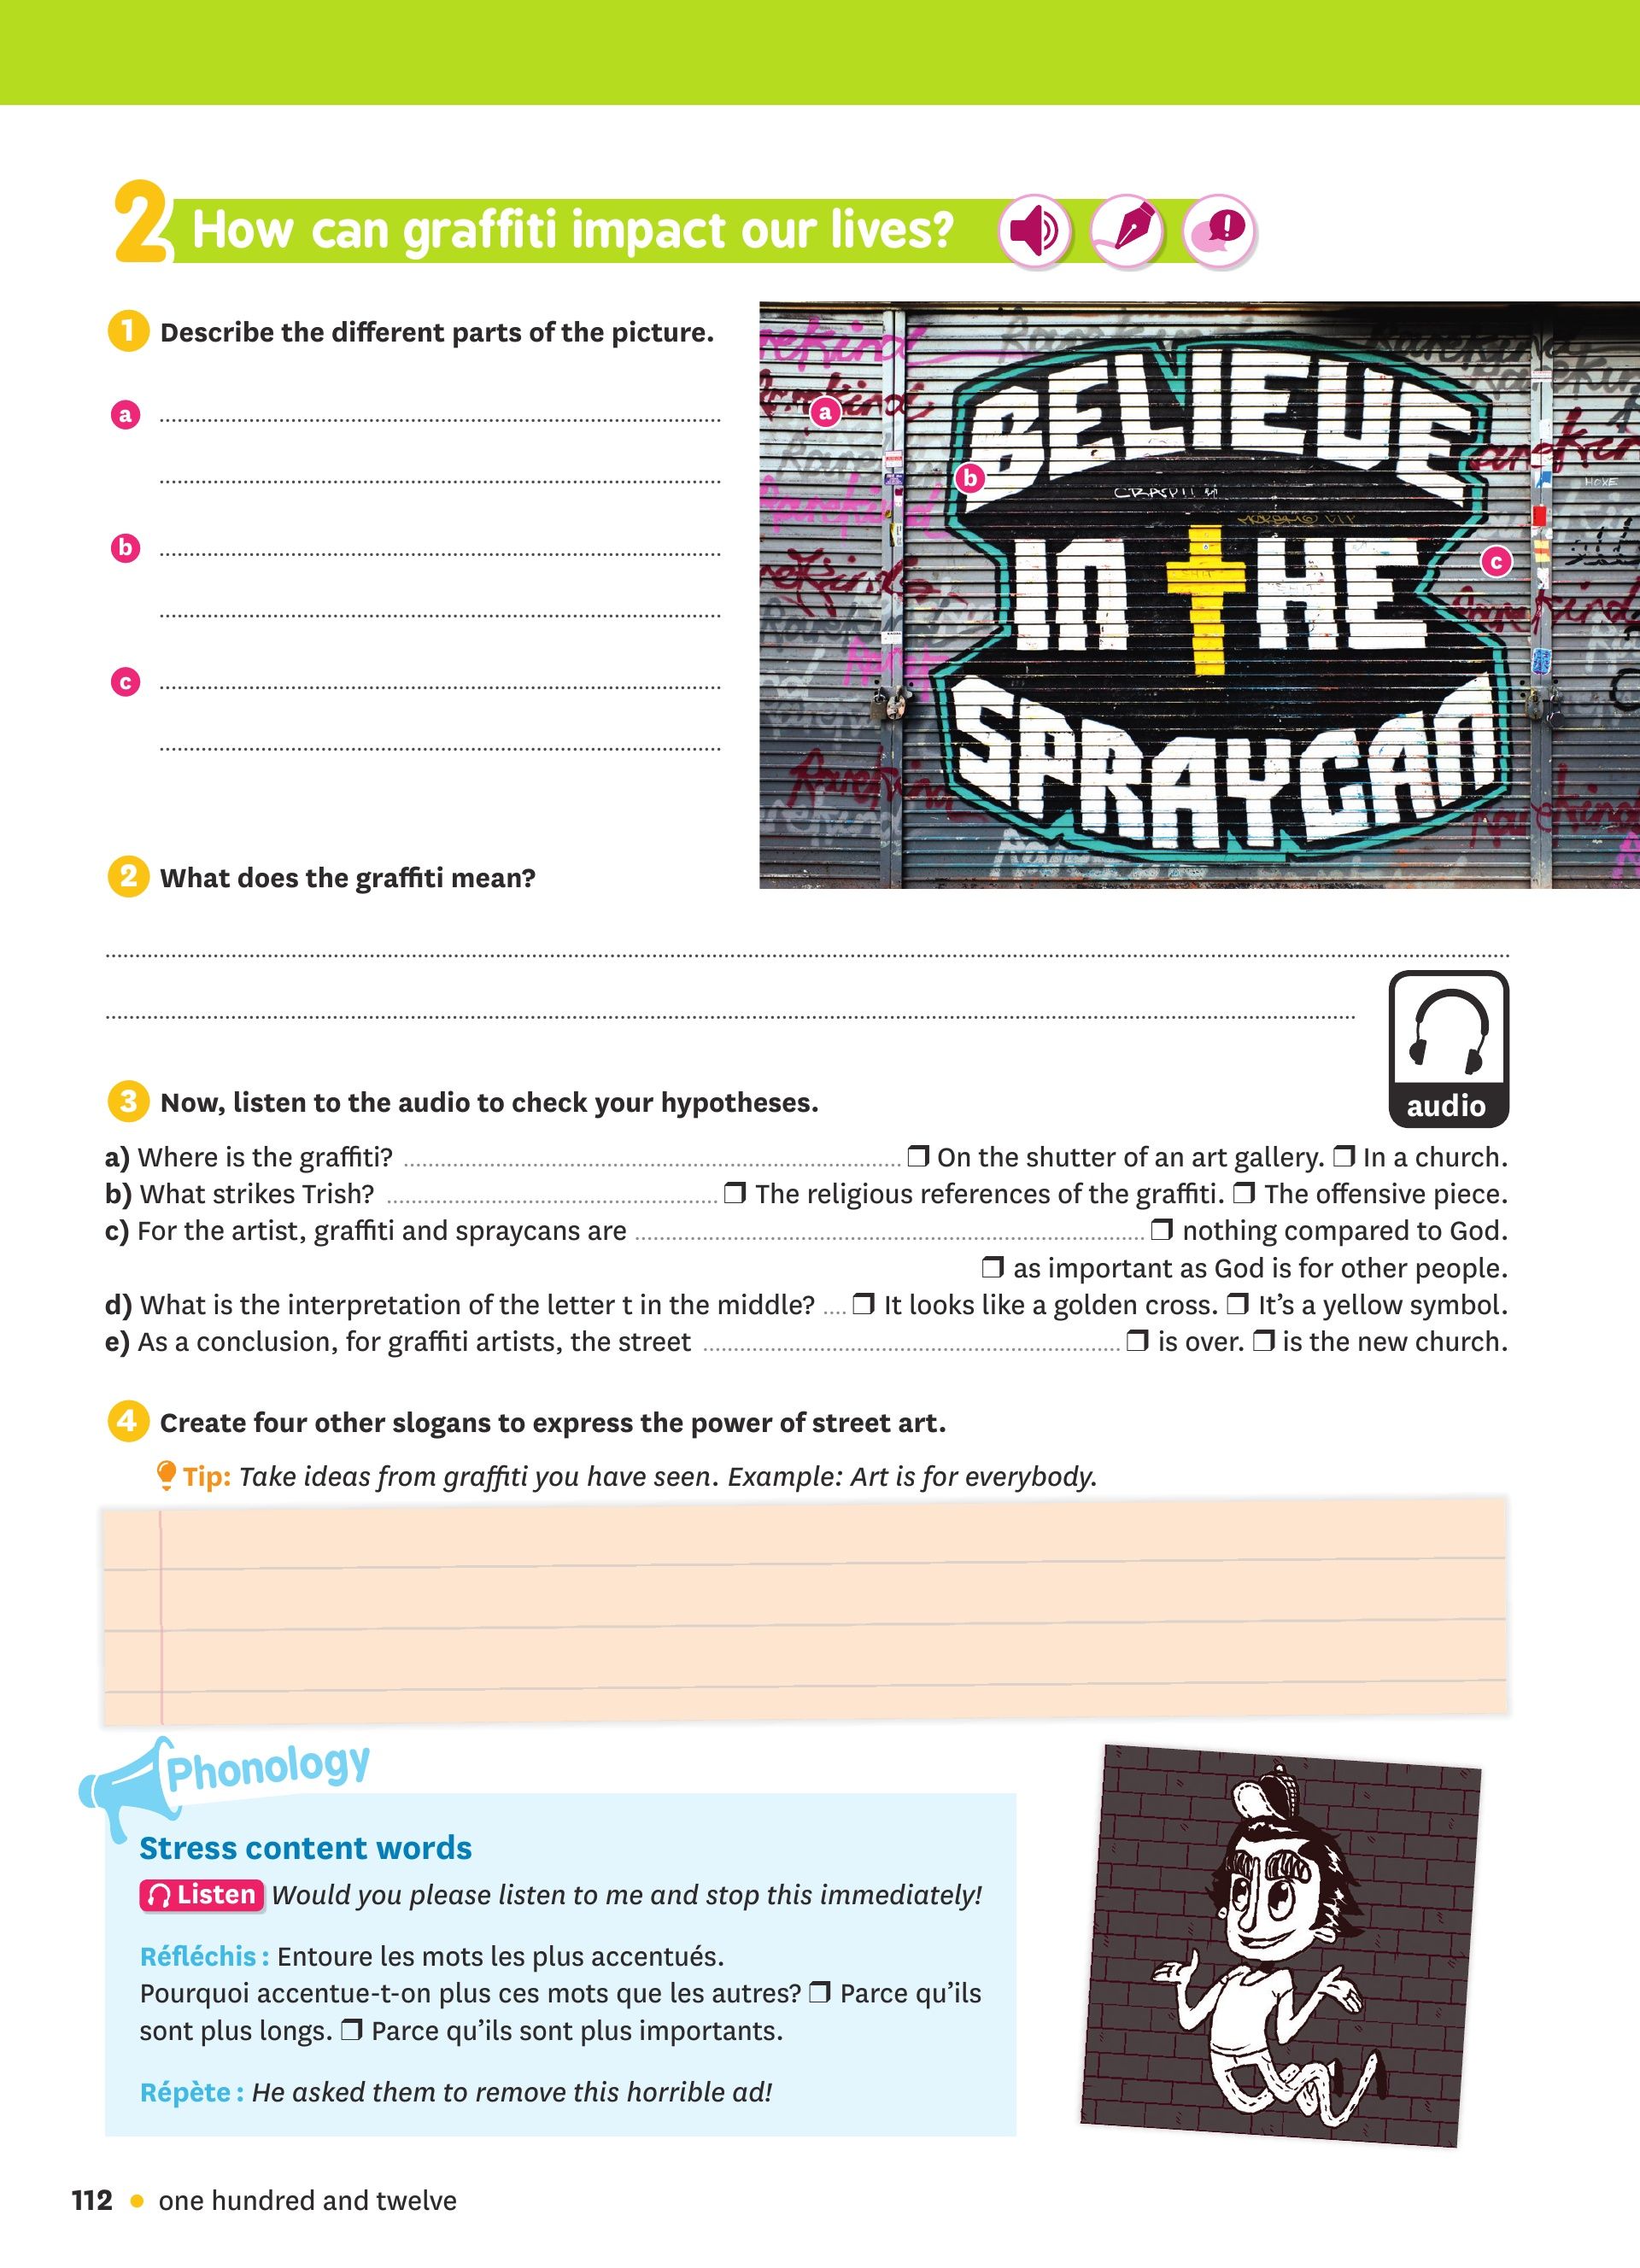 2 How can graffiti impact our lives?
1 Describe the different parts of the picture.
a
b
c
Rarekind
a
BELIEVE
b
IN THE
c
SPRAYCAN
2 What does the graffiti mean?
audio
3 Now, listen to the audio to check your hypotheses.
a) Where is the graffiti? ❒ On the shutter of an art gallery. ❒ In a church.
b) What strikes Trish? ❒ The religious references of the graffiti. ❒ The offensive piece.
c) For the artist, graffiti and spraycans are ❒ nothing compared to God.
❒ as important as God is for other people.
d) What is the interpretation of the letter t in the middle? .... ❒ It looks like a golden cross. ❒ It's a yellow symbol.
e) As a conclusion, for graffiti artists, the street ❒ is over. ❒ is the new church.
4 Create four other slogans to express the power of street art.
Tip: Take ideas from graffiti you have seen. Example: Art is for everybody.
Phonology
Stress content words
Listen Would you please listen to me and stop this immediately!
Réfléchis : Entoure les mots les plus accentués.
Pourquoi accentue-t-on plus ces mots que les autres? ❒ Parce qu'ils
sont plus longs. ❒ Parce qu'ils sont plus importants.
Répète : He asked them to remove this horrible ad!
112 • one hundred and twelve